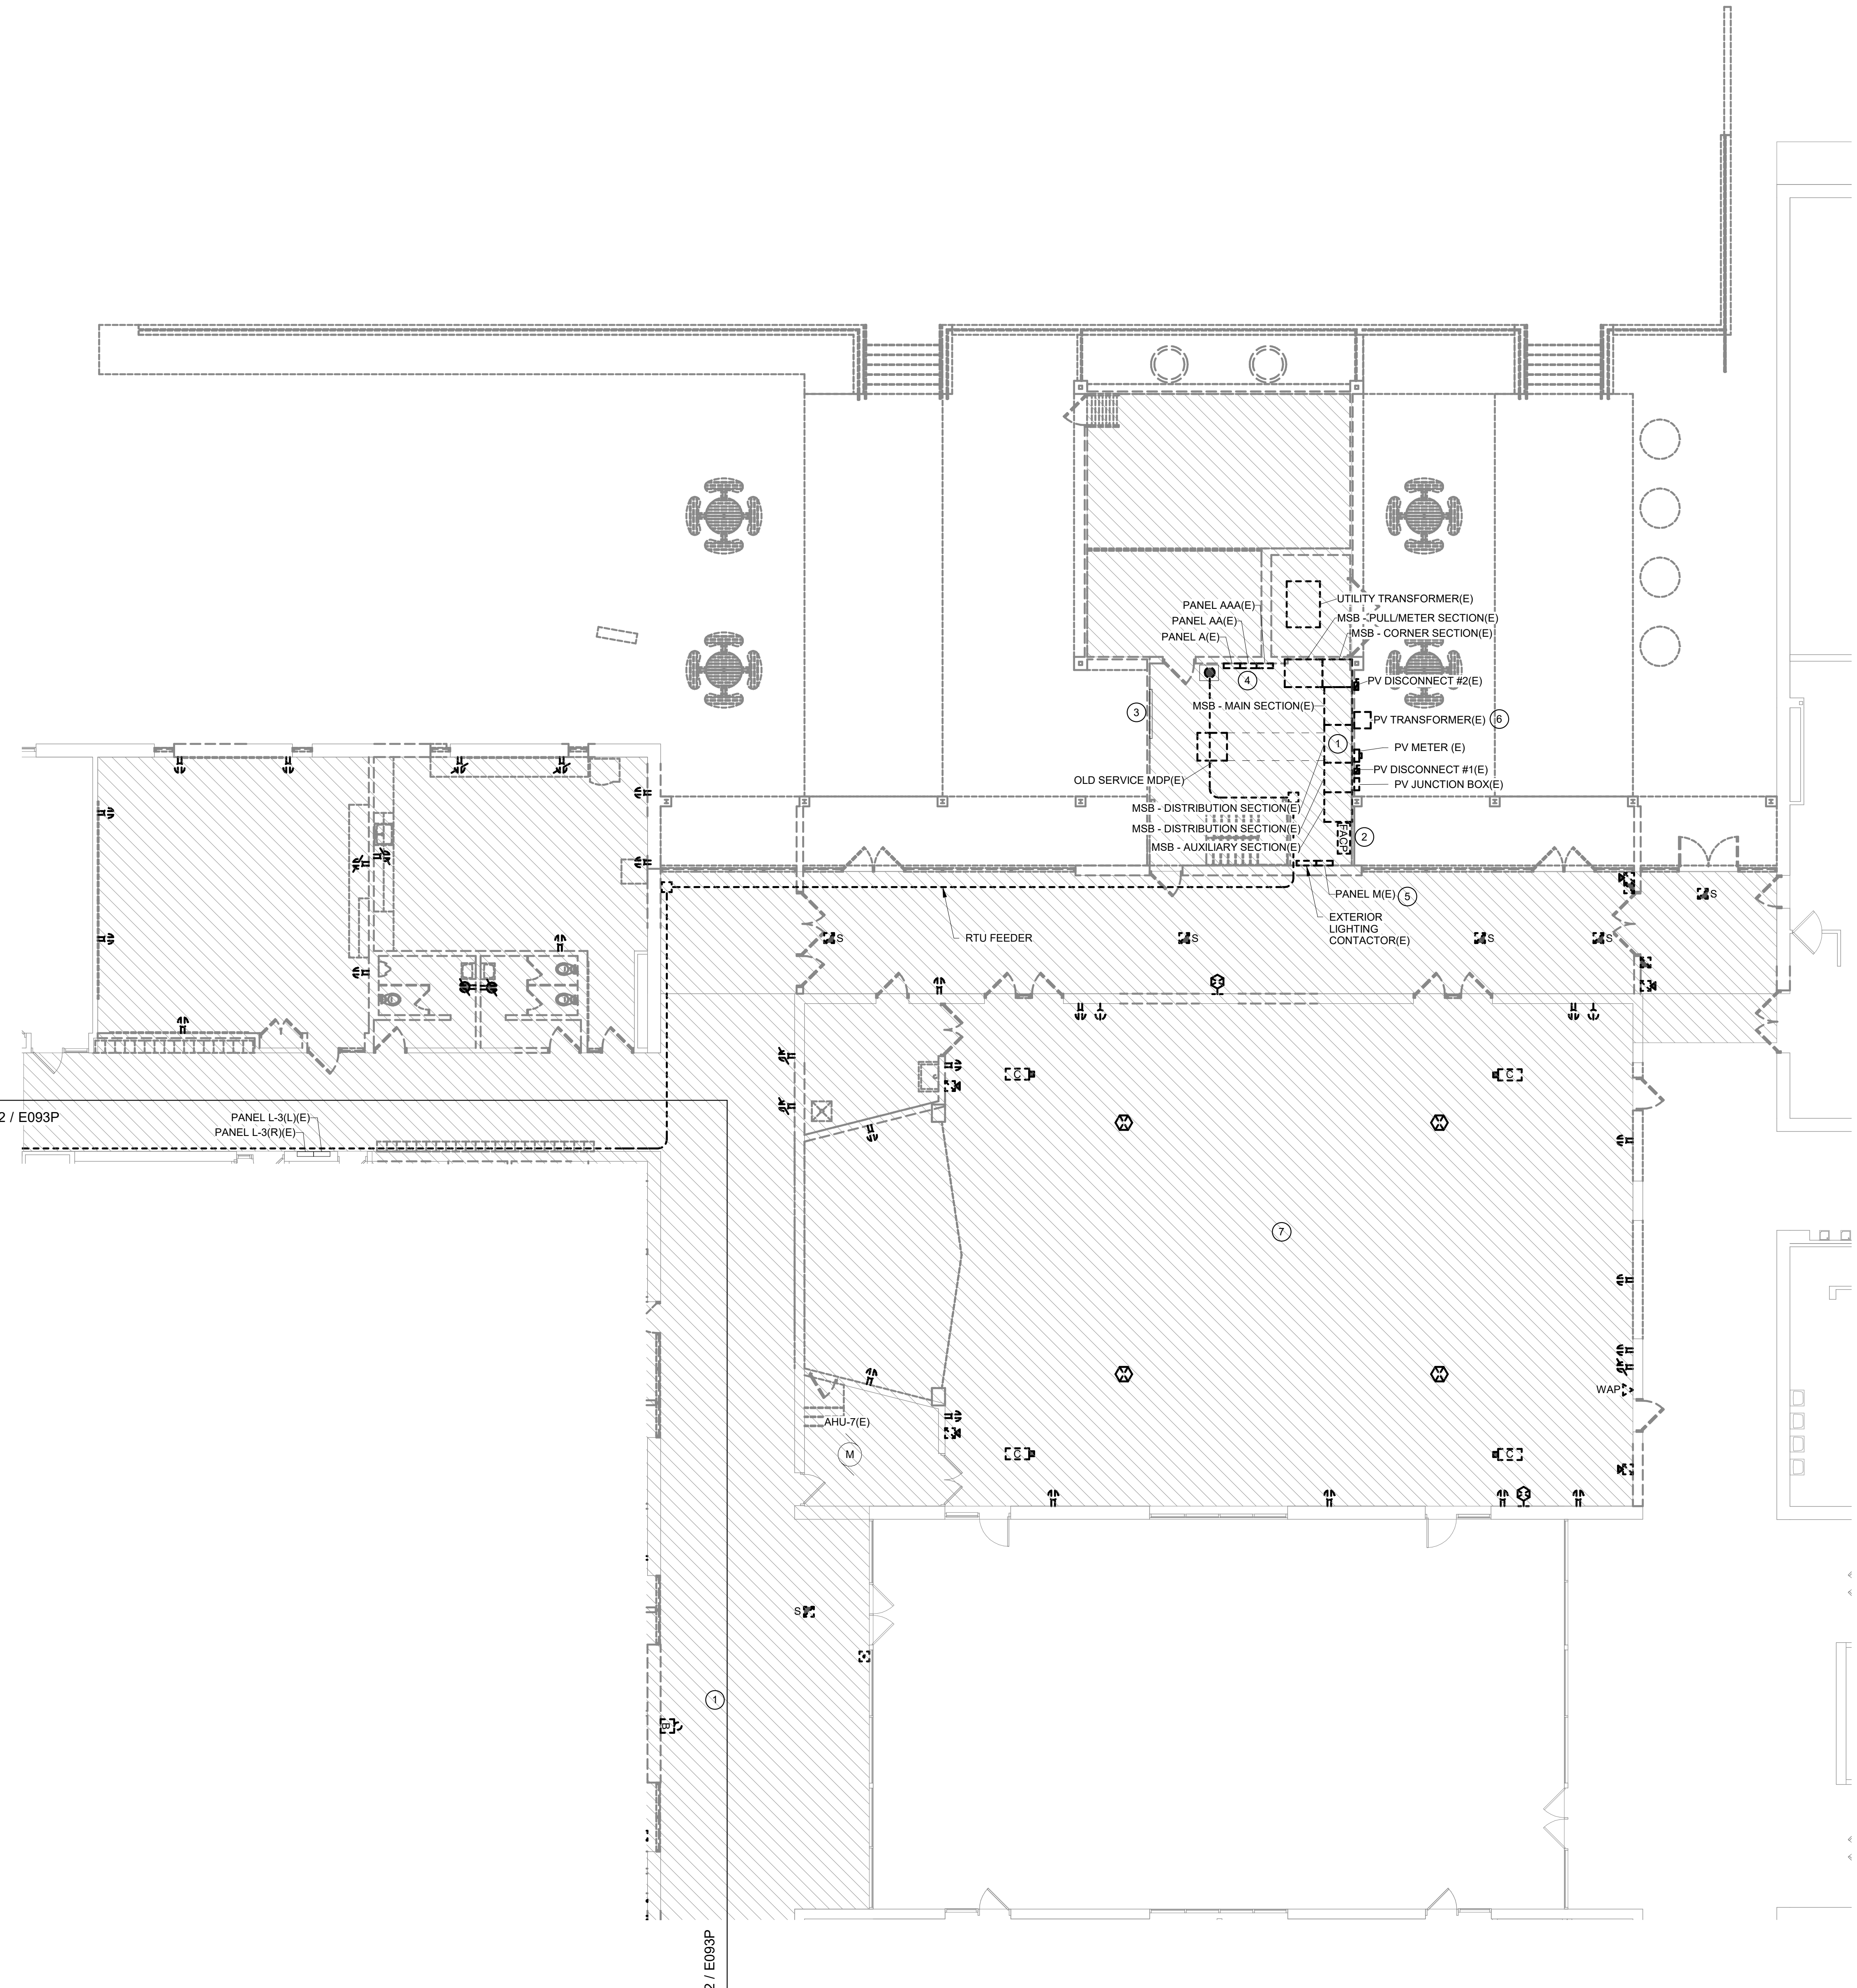 UTILITY TRANSFORMER(E)
PANEL AAA(E)
MSB - PULL/METER SECTION(E)
PANEL AA(E)
MSB - CORNER SECTION(E)
PANEL A(E)
4
PV DISCONNECT #2(E)
3
MSB - MAIN SECTION(E)
PV TRANSFORMER(E)
6
1
PV METER (E)
OLD SERVICE MDP(E)
PV DISCONNECT #1(E)
PV JUNCTION BOX(E)
MSB - DISTRIBUTION SECTION(E)
MSB - DISTRIBUTION SECTION(E)
FACP
2
MSB - AUXILIARY SECTION(E)
PANEL M(E)
5
S
EXTERIOR
LIGHTING
CONTACTOR(E)
RTU FEEDER
S
S
S
S
C
C
2 / E093P
PANEL L-3(L)(E)
PANEL L-3(R)(E)
7
WAP
AHU-7(E)
M
C
C
S
1
B
2 / E093P